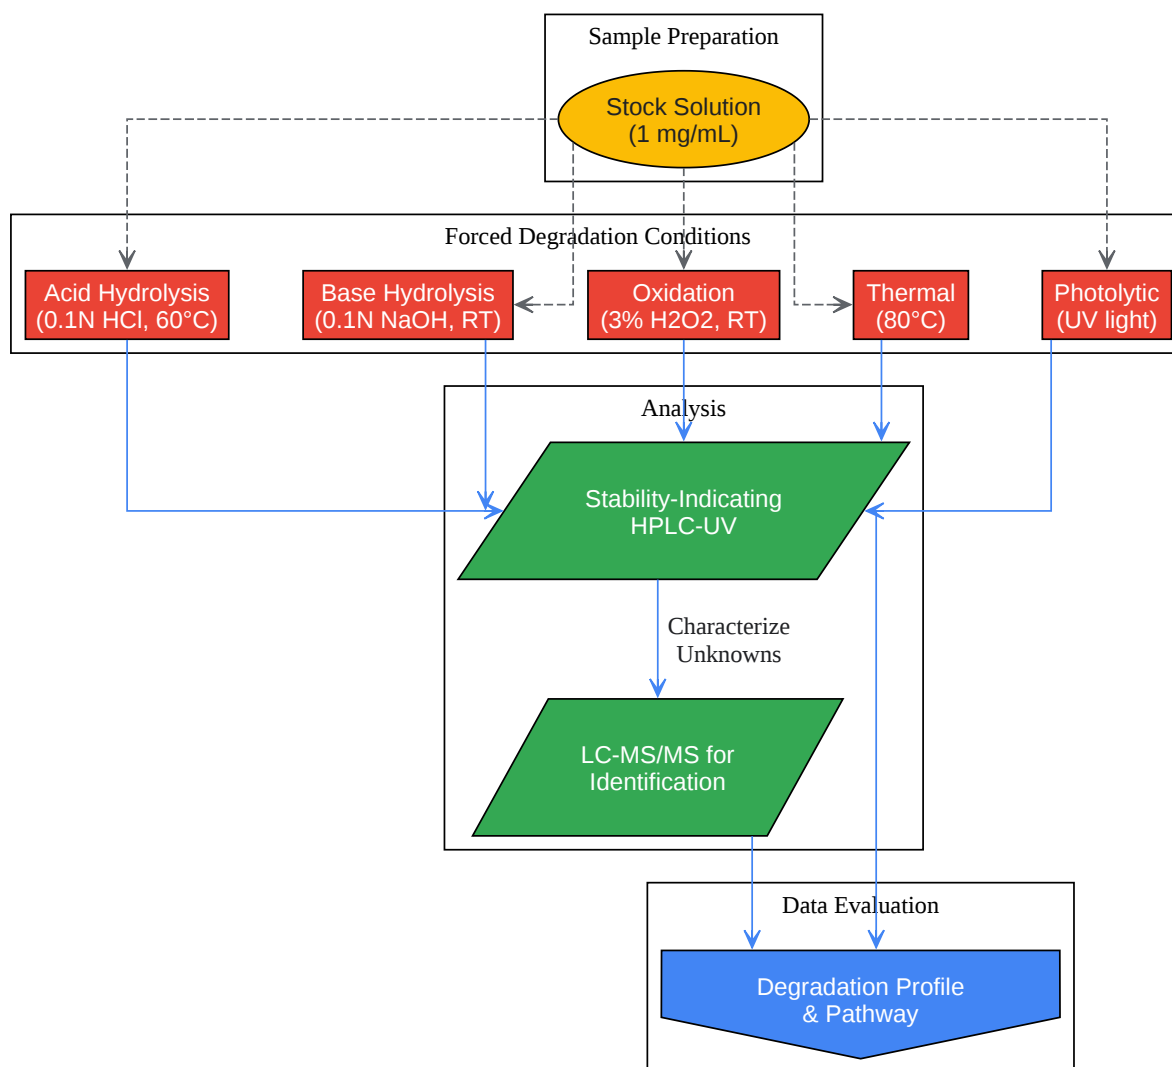 Sample Preparation
Stock Solution
(1 mg/mL)
Forced Degradation Conditions
Acid Hydrolysis
(0.1N HCl, 60°C)
Base Hydrolysis
(0.1N NaOH, RT)
Oxidation
(3% H2O2, RT)
Thermal
(80°C)
Photolytic
(UV light)
Analysis
Stability-Indicating
HPLC-UV
Characterize
Unknowns
LC-MS/MS for
Identification
Data Evaluation
Degradation Profile
& Pathway